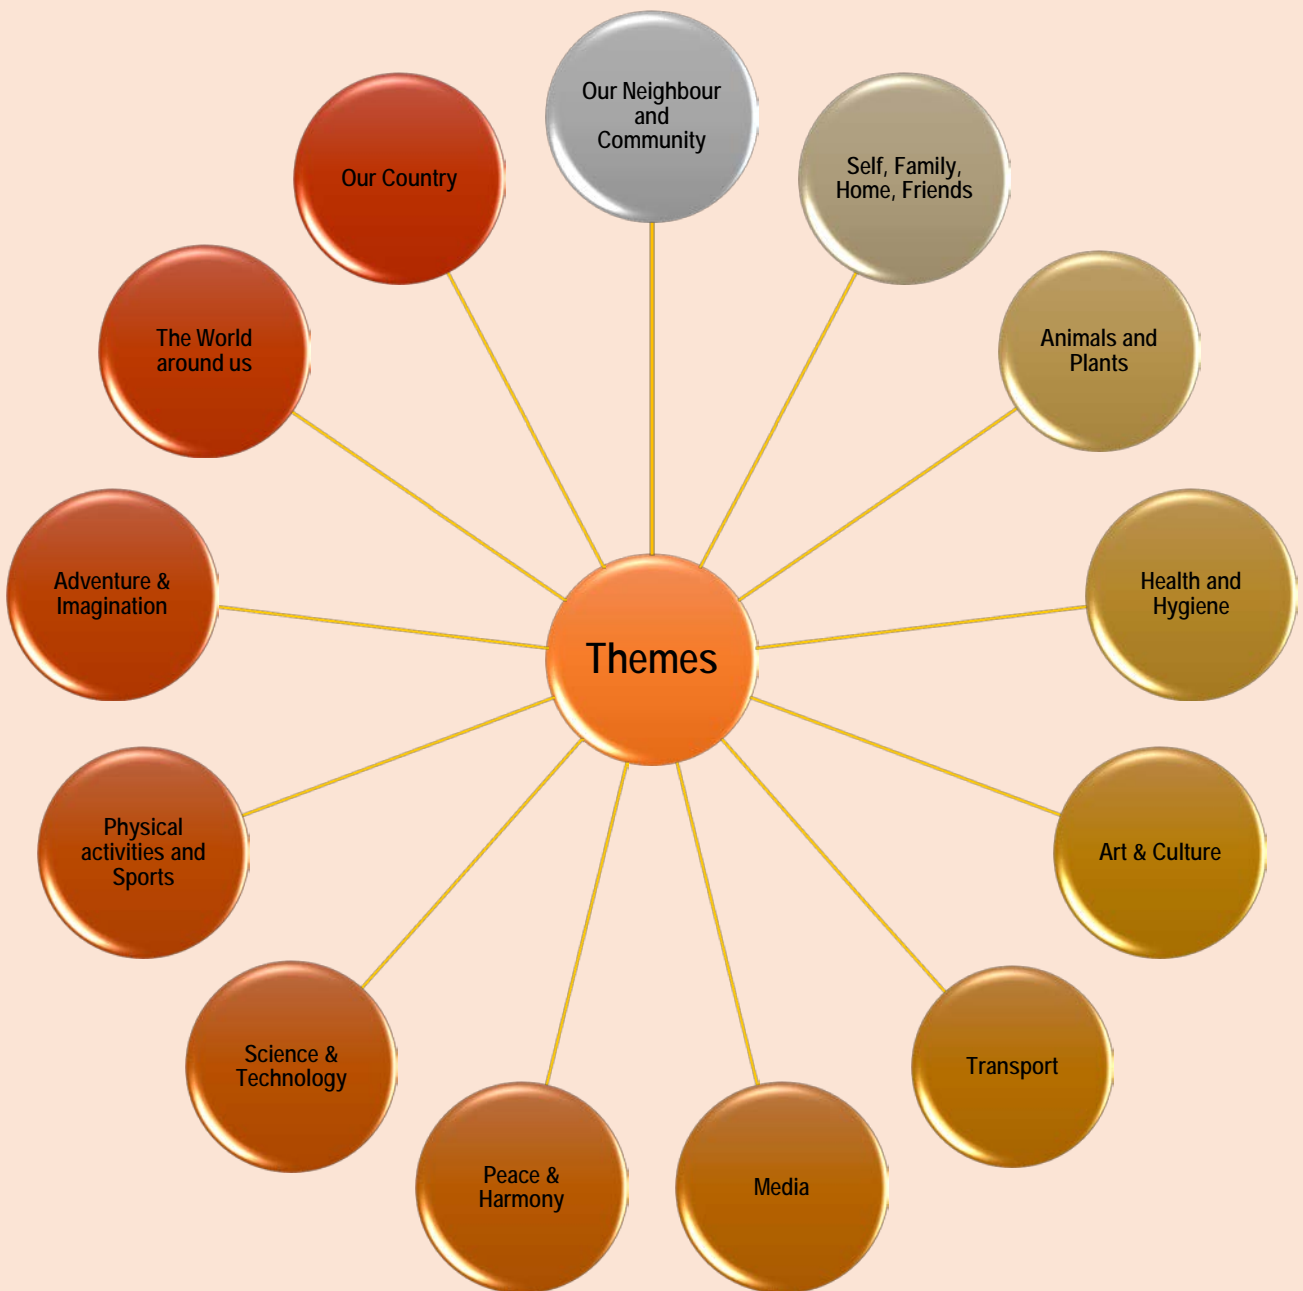 Our Neighbour
and
Community
Self, Family,
Home, Friends
Animals and
Plants
Health and
Hygiene
Art & Culture
Transport
Media
Peace &
Harmony
Science &
Technology
Physical
activities and
Sports
Adventure &
Imagination
The World
around us
Our Country
Themes